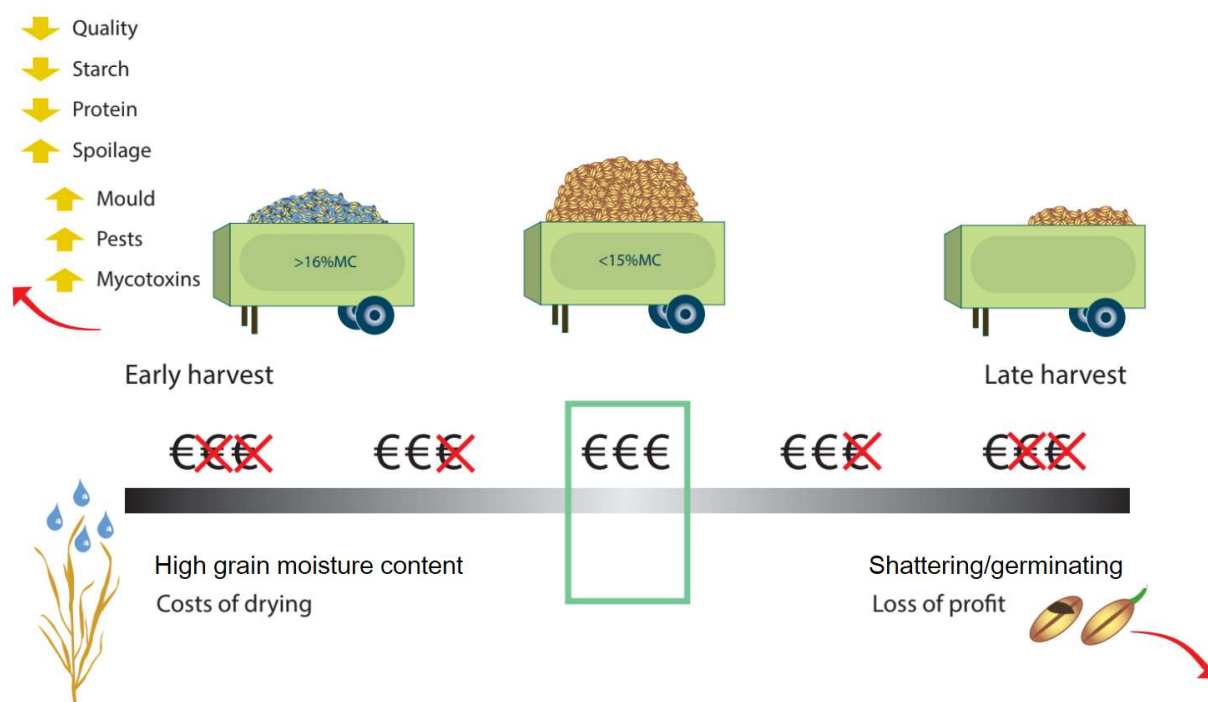 Quality
Starch
Protein
Spoilage
Mould
Pests
Mycotoxins
>16%MC
<15%MC
Early harvest
Late harvest
€€€
€€€
€€€
€€€
€€€
High grain moisture content
Costs of drying
Shattering/germinating
Loss of profit